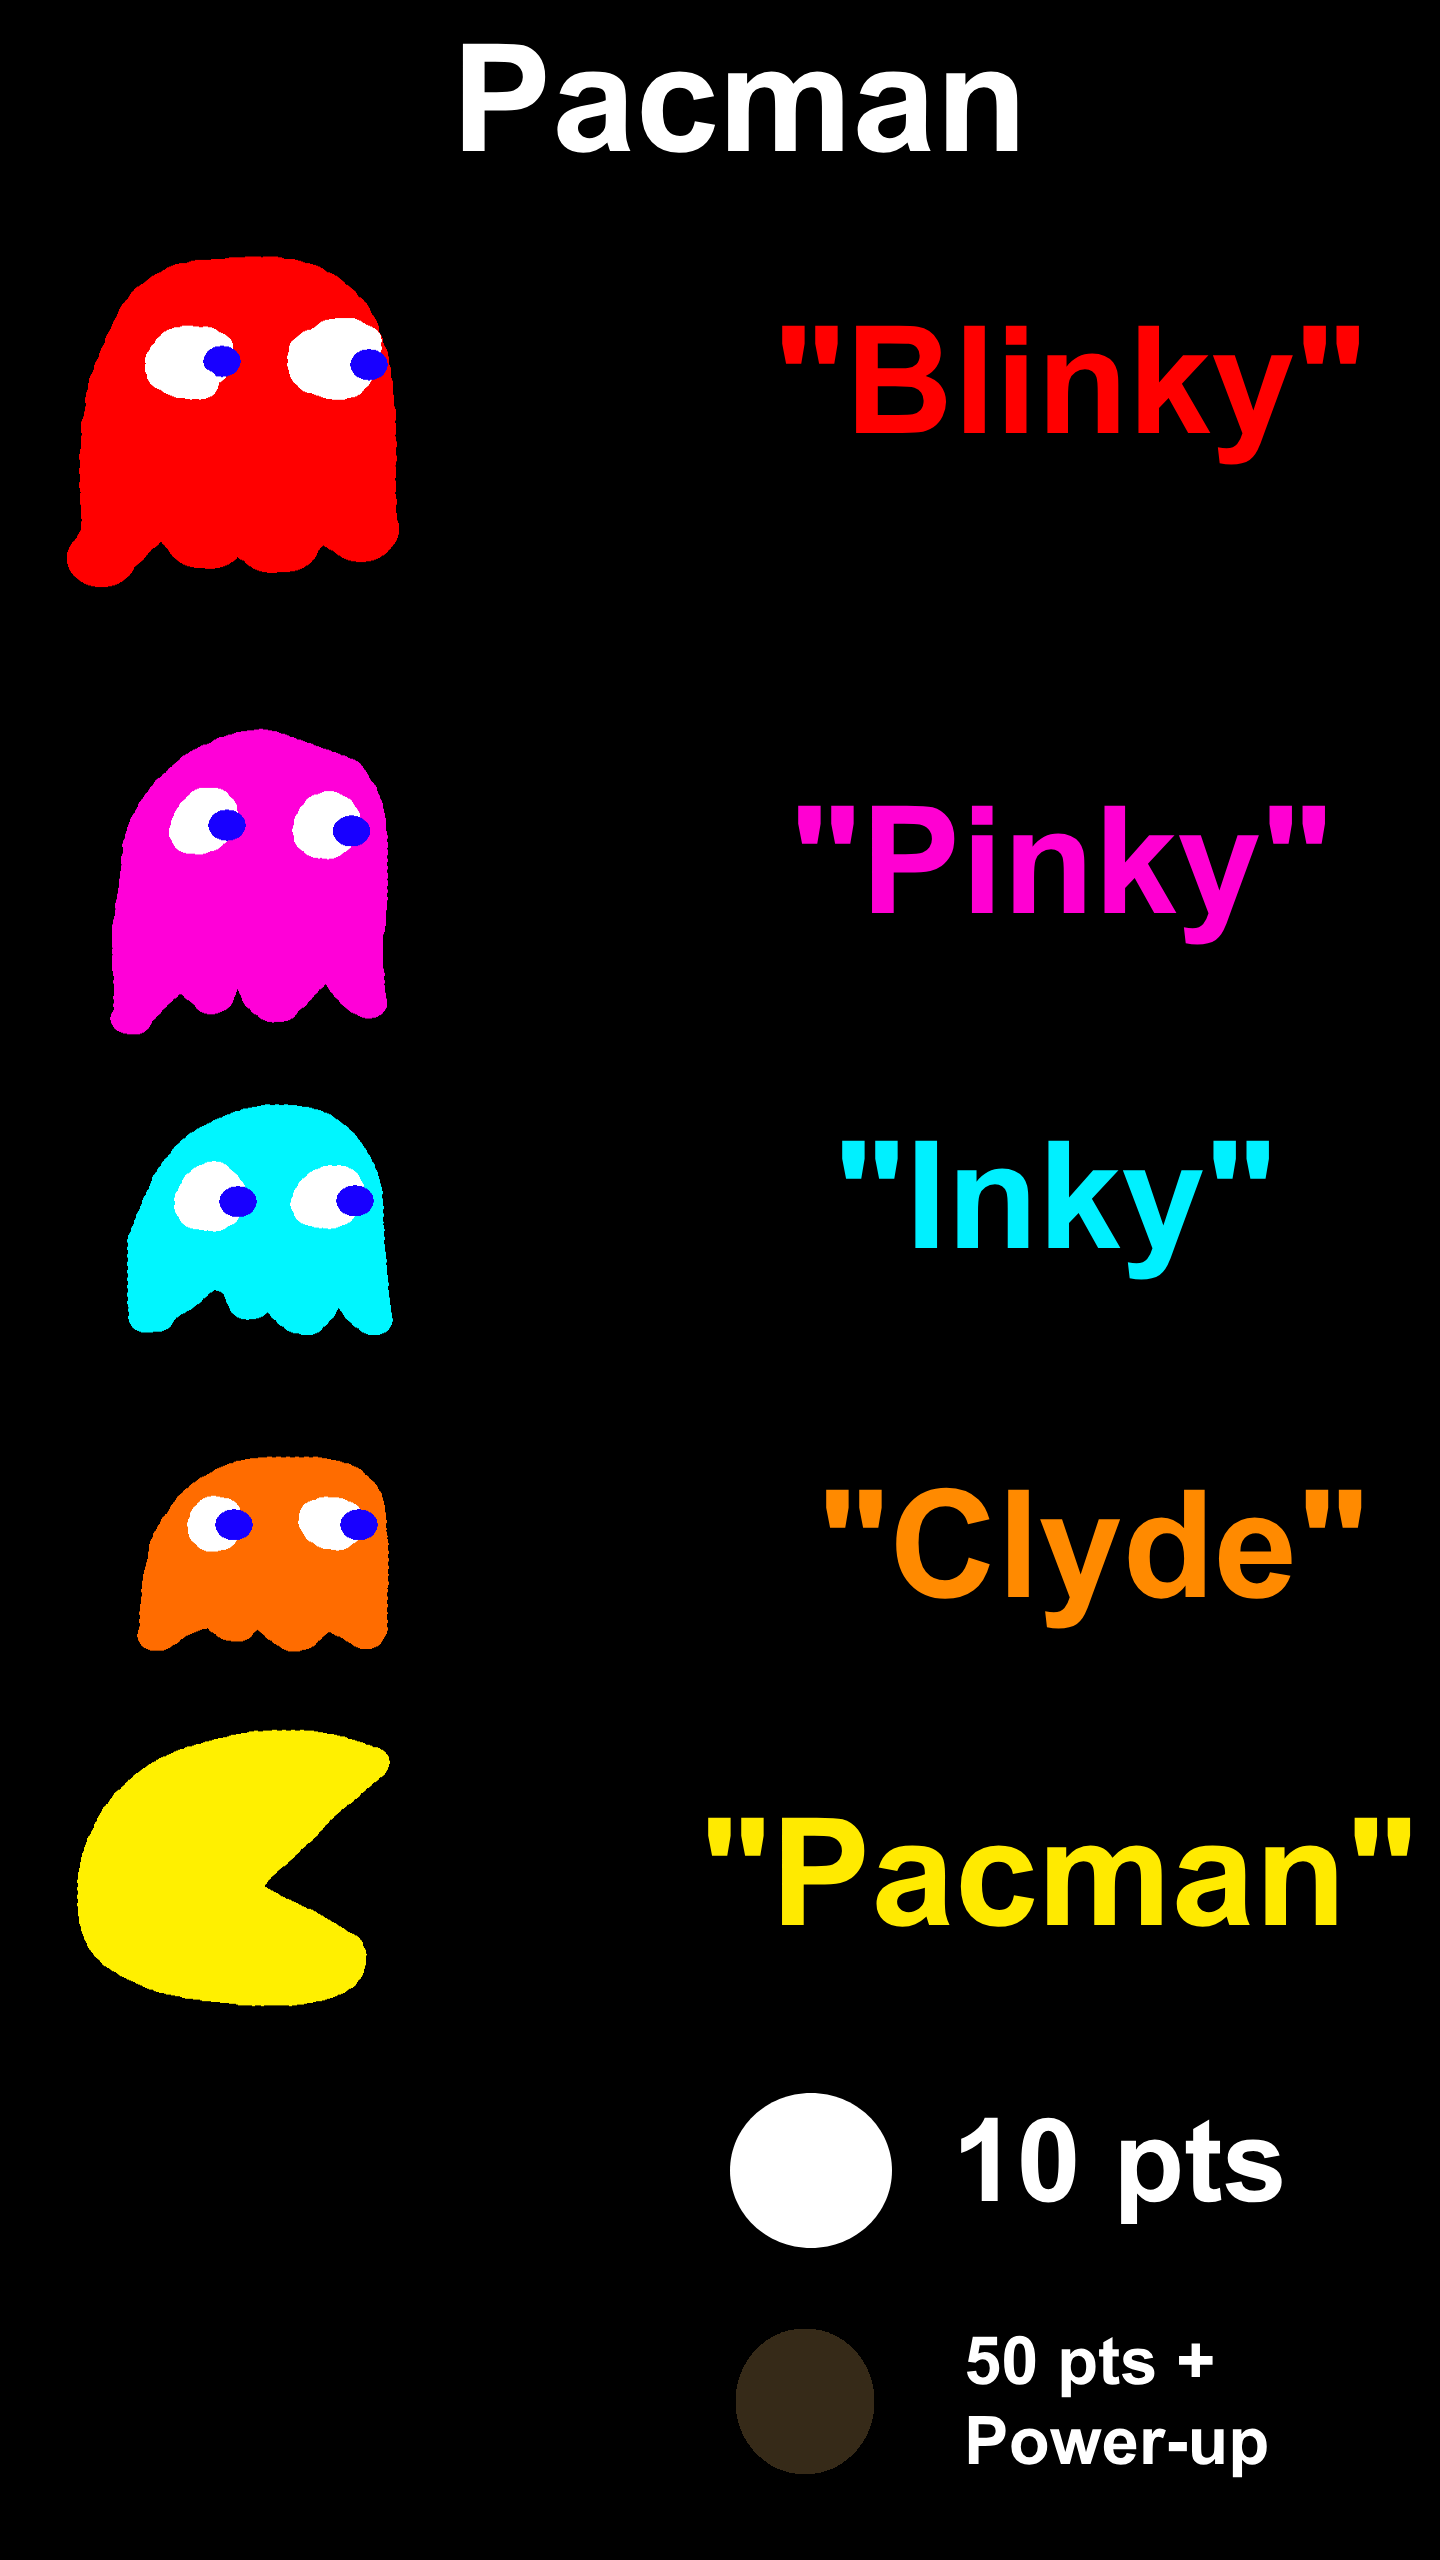 Pacman
"Blinky"
"Pinky"
"Inky"
"Clyde"
"Pacman"
10 pts
50 pts +
Power-up